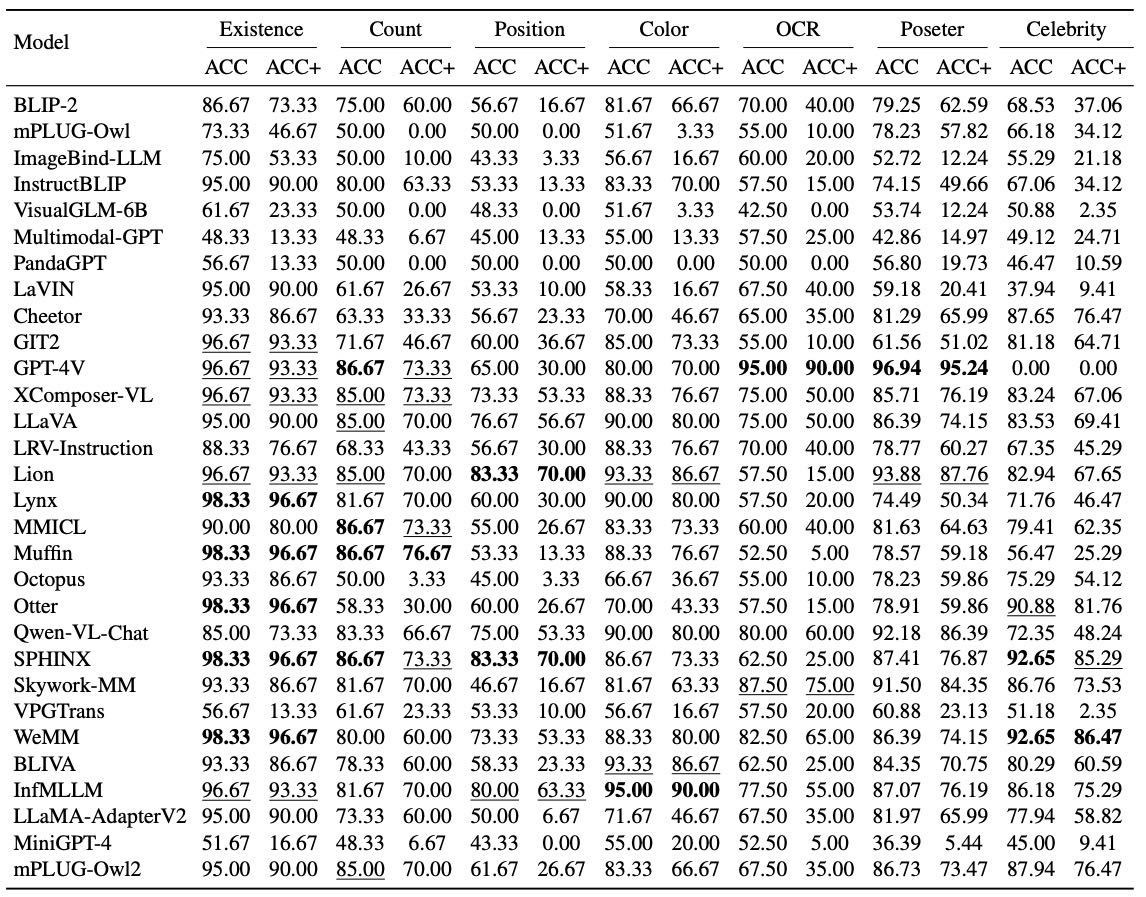 Model Existence Count Position Color OCR Poseter Celebrity
ACC ACC+ ACC ACC+ ACC ACC+ ACC ACC+ ACC ACC+ ACC ACC+ ACC ACC+
BLIP-2 86.67 73.33 75.00 60.00 56.67 16.67 81.67 66.67 70.00 40.00 79.25 62.59 68.53 37.06
mPLUG-Owl 73.33 46.67 50.00 0.00 50.00 0.00 51.67 3.33 55.00 10.00 78.23 57.82 66.18 34.12
ImageBind-LLM 75.00 53.33 50.00 10.00 43.33 3.33 56.67 16.67 60.00 20.00 52.72 12.24 55.29 21.18
InstructBLIP 95.00 90.00 80.00 63.33 53.33 13.33 83.33 70.00 57.50 15.00 74.15 49.66 67.06 34.12
VisualGLM-6B 61.67 23.33 50.00 0.00 48.33 0.00 51.67 3.33 42.50 0.00 53.74 12.24 50.88 2.35
Multimodal-GPT 48.33 13.33 48.33 6.67 45.00 13.33 55.00 13.33 57.50 25.00 42.86 14.97 49.12 24.71
PandaGPT 56.67 13.33 50.00 0.00 50.00 0.00 50.00 0.00 50.00 0.00 56.80 19.73 46.47 10.59
LaVIN 95.00 90.00 61.67 26.67 53.33 10.00 58.33 16.67 67.50 40.00 59.18 20.41 37.94 9.41
Cheetor 93.33 86.67 63.33 33.33 56.67 23.33 70.00 46.67 65.00 35.00 81.29 65.99 87.65 76.47
GIT2 96.67 93.33 71.67 46.67 60.00 36.67 85.00 73.33 55.00 10.00 61.56 51.02 81.18 64.71
GPT-4V 96.67 93.33 86.67 73.33 65.00 30.00 80.00 70.00 95.00 90.00 96.94 95.24 0.00 0.00
XComposer-VL 96.67 93.33 85.00 73.33 73.33 53.33 88.33 76.67 75.00 50.00 85.71 76.19 83.24 67.06
LLaVA 95.00 90.00 85.00 70.00 76.67 56.67 90.00 80.00 75.00 50.00 86.39 74.15 83.53 69.41
LRV-Instruction 88.33 76.67 68.33 43.33 56.67 30.00 88.33 76.67 70.00 40.00 78.77 60.27 67.35 45.29
Lion 96.67 93.33 85.00 70.00 83.33 70.00 93.33 86.67 57.50 15.00 93.88 87.76 82.94 67.65
Lynx 98.33 96.67 81.67 70.00 60.00 30.00 90.00 80.00 57.50 20.00 74.49 50.34 71.76 46.47
MMICL 90.00 80.00 86.67 73.33 55.00 26.67 83.33 73.33 60.00 40.00 81.63 64.63 79.41 62.35
Muffin 98.33 96.67 86.67 76.67 53.33 13.33 88.33 76.67 52.50 5.00 78.57 59.18 56.47 25.29
Octopus 93.33 86.67 50.00 3.33 45.00 3.33 66.67 36.67 55.00 10.00 78.23 59.86 75.29 54.12
Otter 98.33 96.67 58.33 30.00 60.00 26.67 70.00 43.33 57.50 15.00 78.91 59.86 90.88 81.76
Qwen-VL-Chat 85.00 73.33 83.33 66.67 75.00 53.33 90.00 80.00 80.00 60.00 92.18 86.39 72.35 48.24
SPHINX 98.33 96.67 86.67 73.33 83.33 70.00 86.67 73.33 62.50 25.00 87.41 76.87 92.65 85.29
Skywork-MM 93.33 86.67 81.67 70.00 46.67 16.67 81.67 63.33 87.50 75.00 91.50 84.35 86.76 73.53
VPGTrans 56.67 13.33 61.67 23.33 53.33 10.00 56.67 16.67 57.50 20.00 60.88 23.13 51.18 2.35
WeMM 98.33 96.67 80.00 60.00 73.33 53.33 88.33 80.00 82.50 65.00 86.39 74.15 92.65 86.47
BLIVA 93.33 86.67 78.33 60.00 58.33 23.33 93.33 86.67 62.50 25.00 84.35 70.75 80.29 60.59
InfMLLM 96.67 93.33 81.67 70.00 80.00 63.33 95.00 90.00 77.50 55.00 87.07 76.19 86.18 75.29
LLaMA-AdapterV2 95.00 90.00 73.33 60.00 50.00 6.67 71.67 46.67 67.50 35.00 81.97 65.99 77.94 58.82
MiniGPT-4 51.67 16.67 48.33 6.67 43.33 0.00 55.00 20.00 52.50 5.00 36.39 5.44 45.00 9.41
mPLUG-Owl2 95.00 90.00 85.00 70.00 61.67 26.67 83.33 66.67 67.50 35.00 86.73 73.47 87.94 76.47